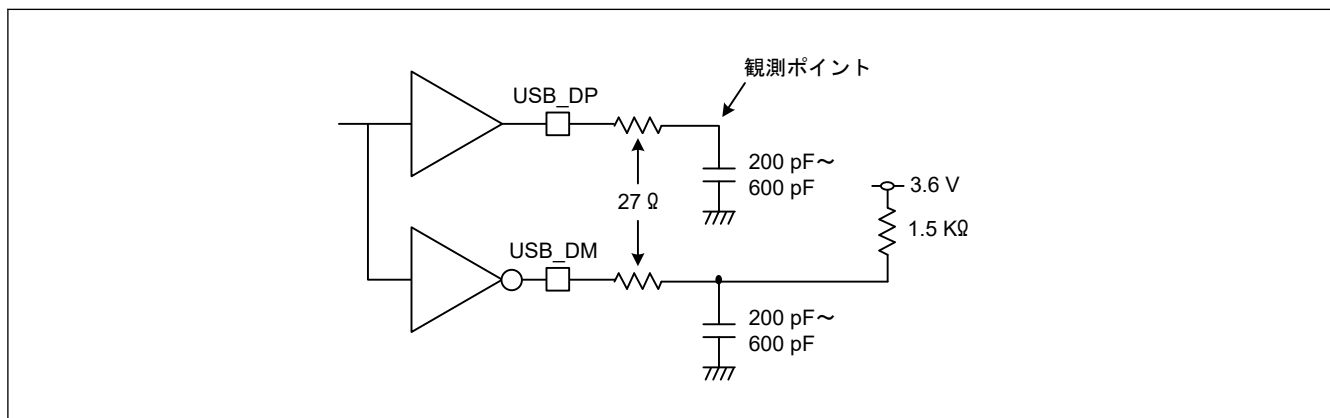 観測ポイント
USB_DP
200 pF~
600 pF
3.6 V
27 Ω
1.5 KΩ
USB_DM
200 pF~
600 pF